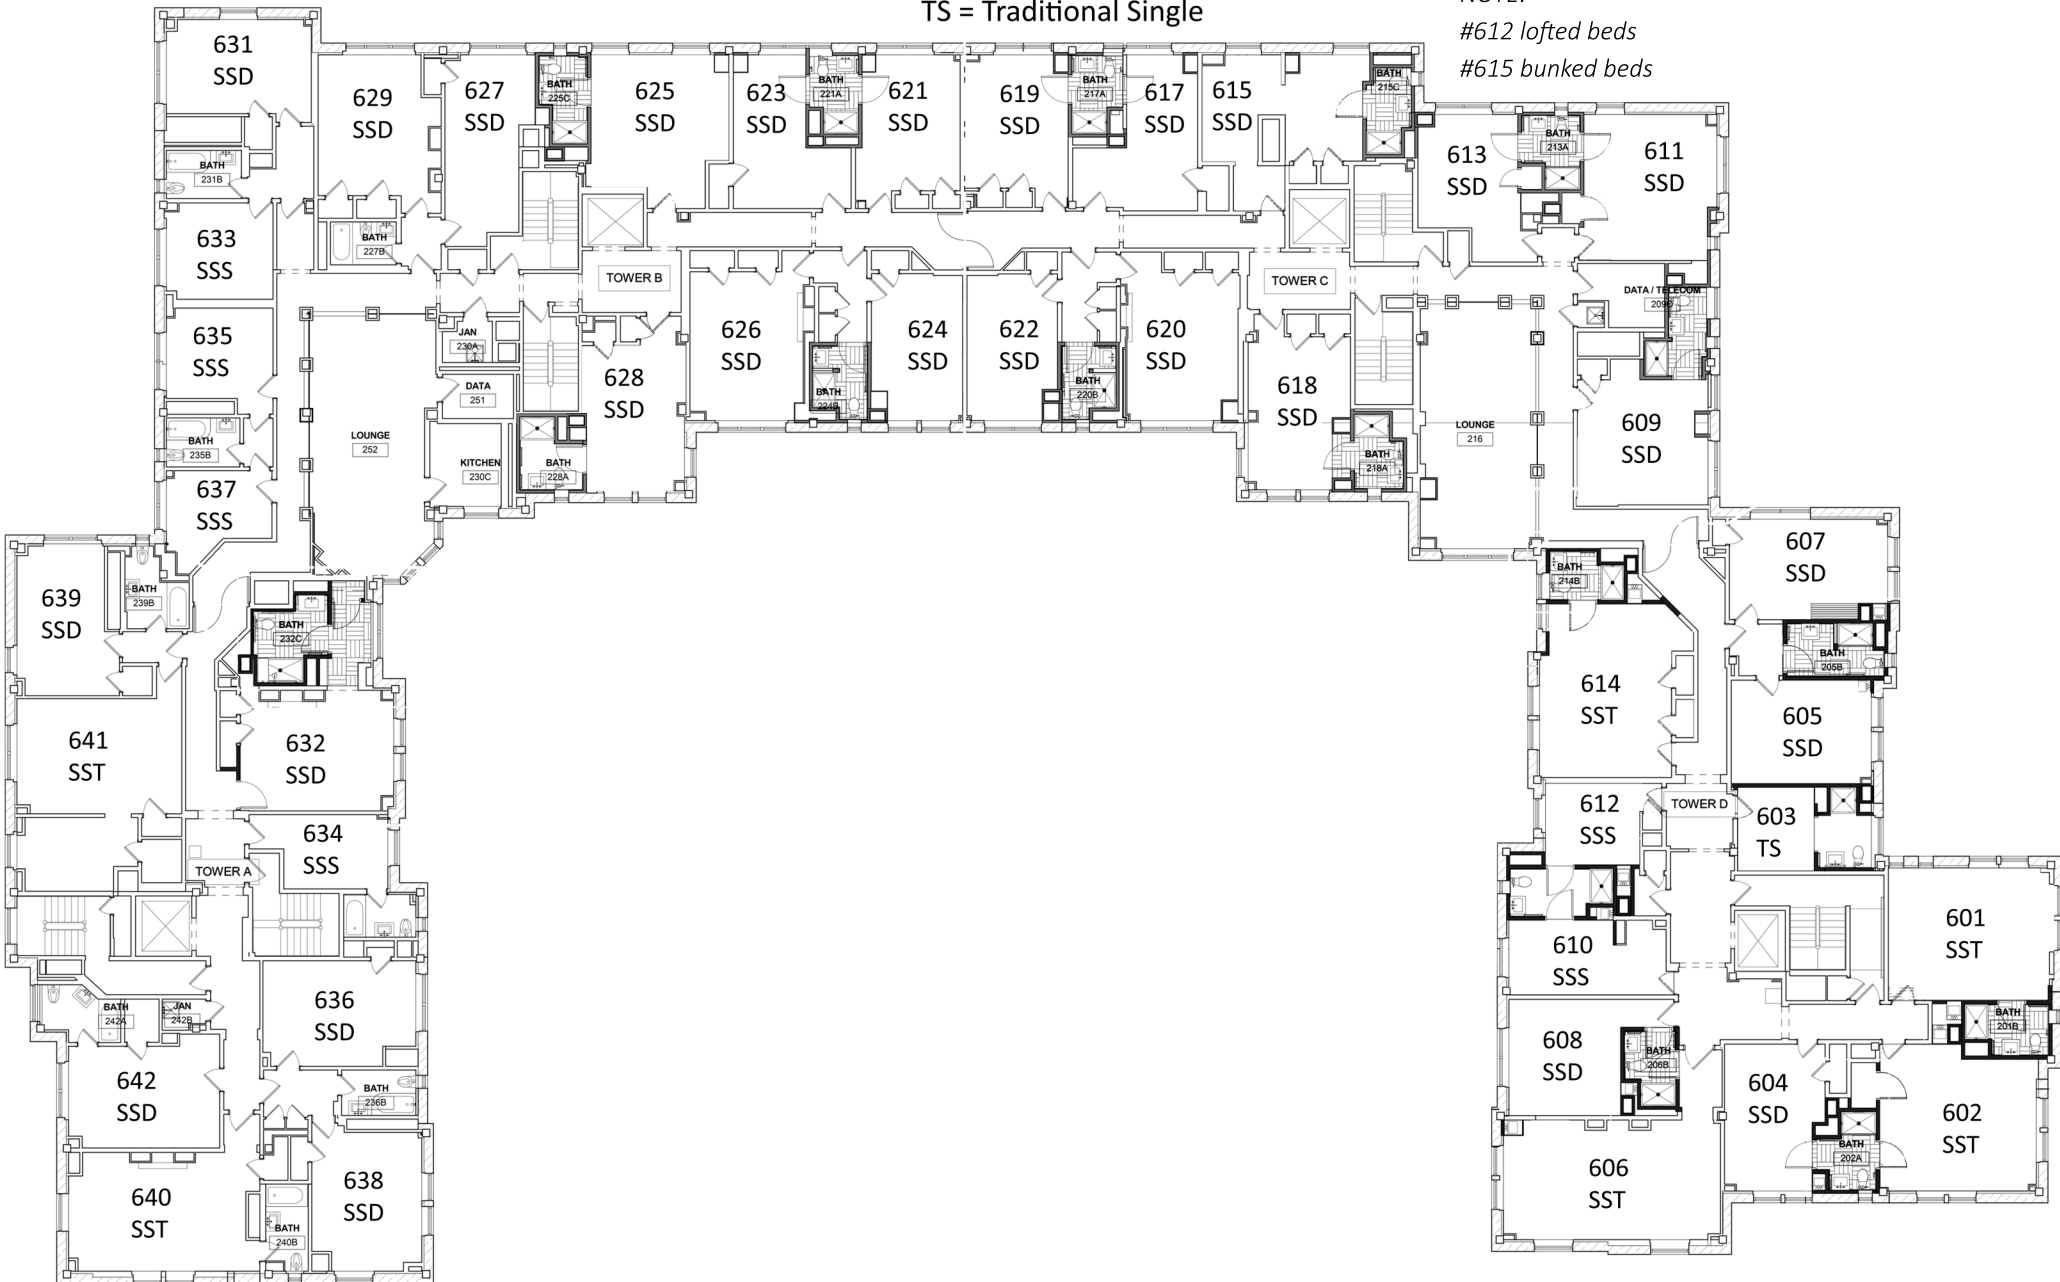 TS = Traditional Single
#612 lofted beds
#615 bunked beds
631
SSD
629
SSD
627
SSD
BATH
225C
625
SSD
623
SSD
BATH
221A
621
SSD
619
SSD
BATH
217A
617
SSD
615
SSD
BATH
215C
613
SSD
BATH
213A
611
SSD
BATH
231B
633
SSS
BATH
227B
TOWER B
TOWER C
DATA / TELECOM
635
SSS
JAN
230A
DATA
251
628
SSD
626
SSD
BATH
224B
624
SSD
622
SSD
BATH
220B
620
SSD
618
SSD
BATH
218A
LOUNGE
216
609
SSD
BATH
235B
LOUNGE
252
KITCHEN
230C
BATH
228A
637
SSS
639
SSD
BATH
239B
BATH
232C
BATH
214B
607
SSD
BATH
205B
641
SST
632
SSD
614
SST
605
SSD
634
SSS
TOWER A
612
SSS
TOWER D
603
TS
601
SST
610
SSS
636
SSD
BATH
242A
JAN
242B
BATH
201B
608
SSD
BATH
206B
642
SSD
BATH
236B
604
SSD
602
SST
BATH
202A
640
SST
638
SSD
BATH
240B
606
SST